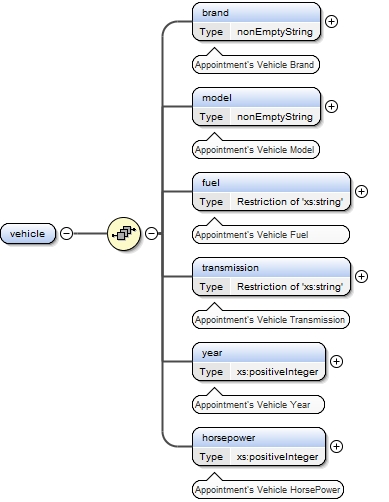 brand
Type nonEmptyString
Appointment's Vehicle Brand
model
Type nonEmptyString
Appointment's Vehicle Model
fuel
Type Restriction of 'xs:string'
Appointment's Vehicle Fuel
vehicle
transmission
Type Restriction of 'xs:string'
Appointment's Vehicle Transmission
year
Type xs:positiveInteger
Appointment's Vehicle Year
horsepower
Type xs:positiveInteger
Appointment's Vehicle HorsePower